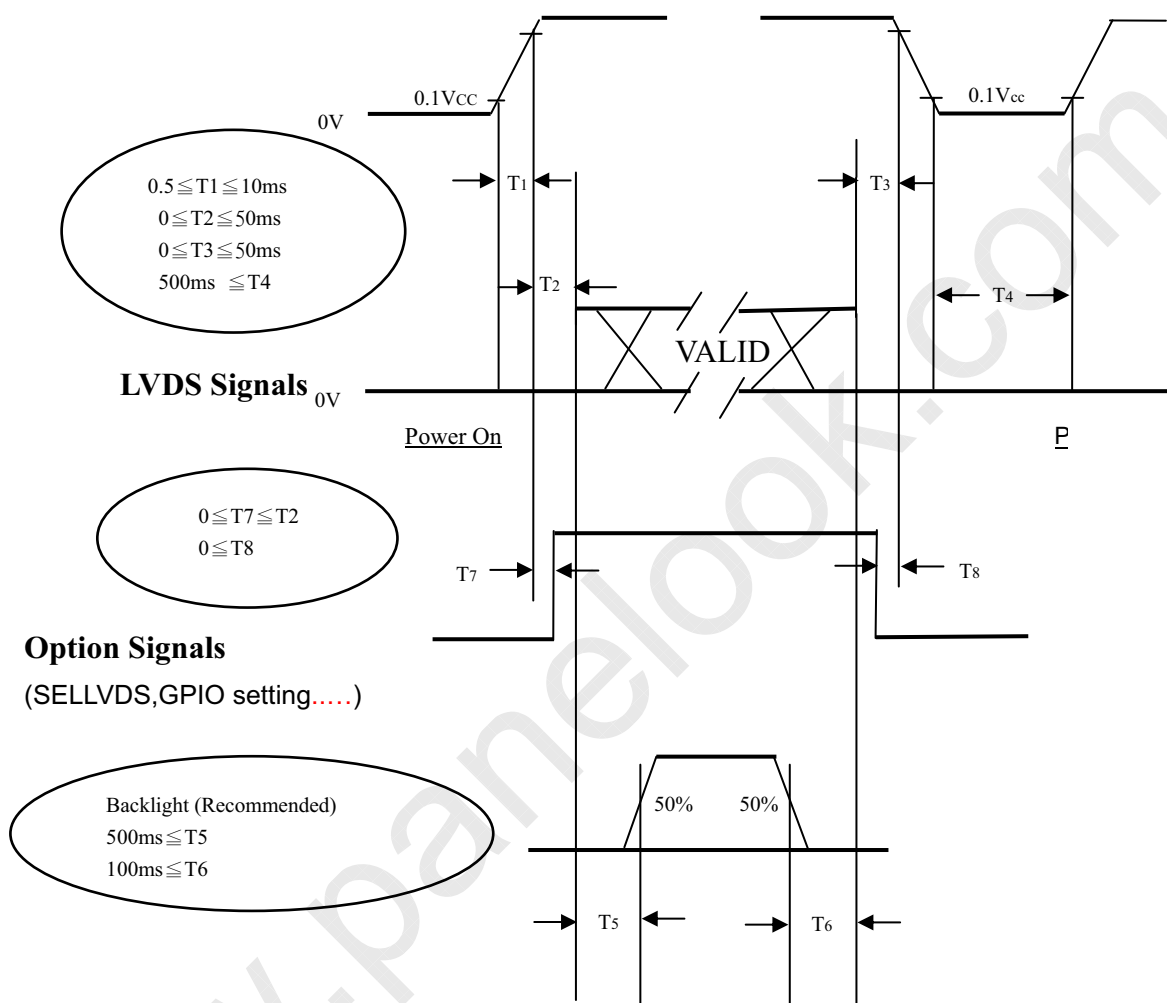 0.1VCC
0.1Vcc
0V
0.5≦T1≦10ms
0≦T2≦50ms
0≦T3≦50ms
500ms ≦T4
T1
T3
T2
T4
VALID
LVDS Signals 0V
Power On
P
0≦T7≦T2
0≦T8
T7
T8
Option Signals
(SELLVDS,GPIO setting.....)
Backlight (Recommended)
500ms≦T5
100ms≦T6
50%
50%
T5
T6
.panelook.com